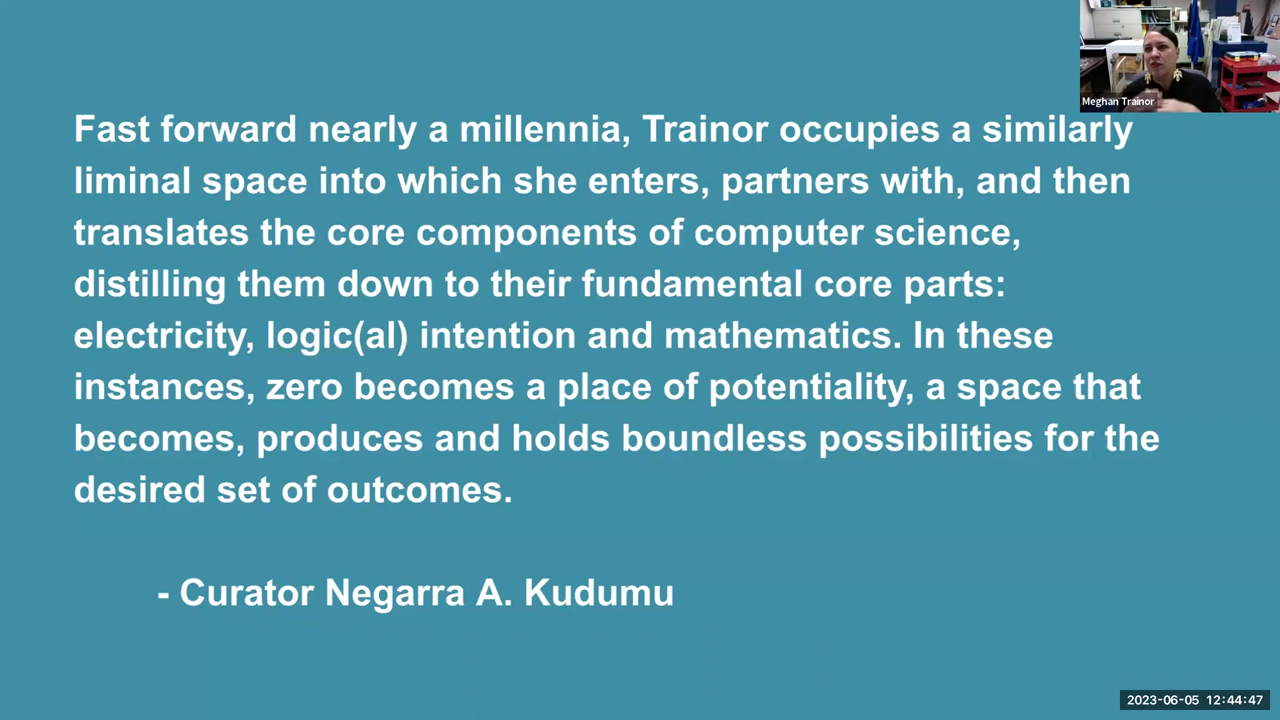 Meghan Trainor
Fast forward nearly a millennia, Trainor occupies a similarly
liminal space into which she enters, partners with, and then
translates the core components of computer science,
distilling them down to their fundamental core parts:
electricity, logic(al) intention and mathematics. In these
instances, zero becomes a place of potentiality, a space that
becomes, produces and holds boundless possibilities for the
desired set of outcomes.
- Curator Negarra A. Kudumu
2023-06-05 12:44:47